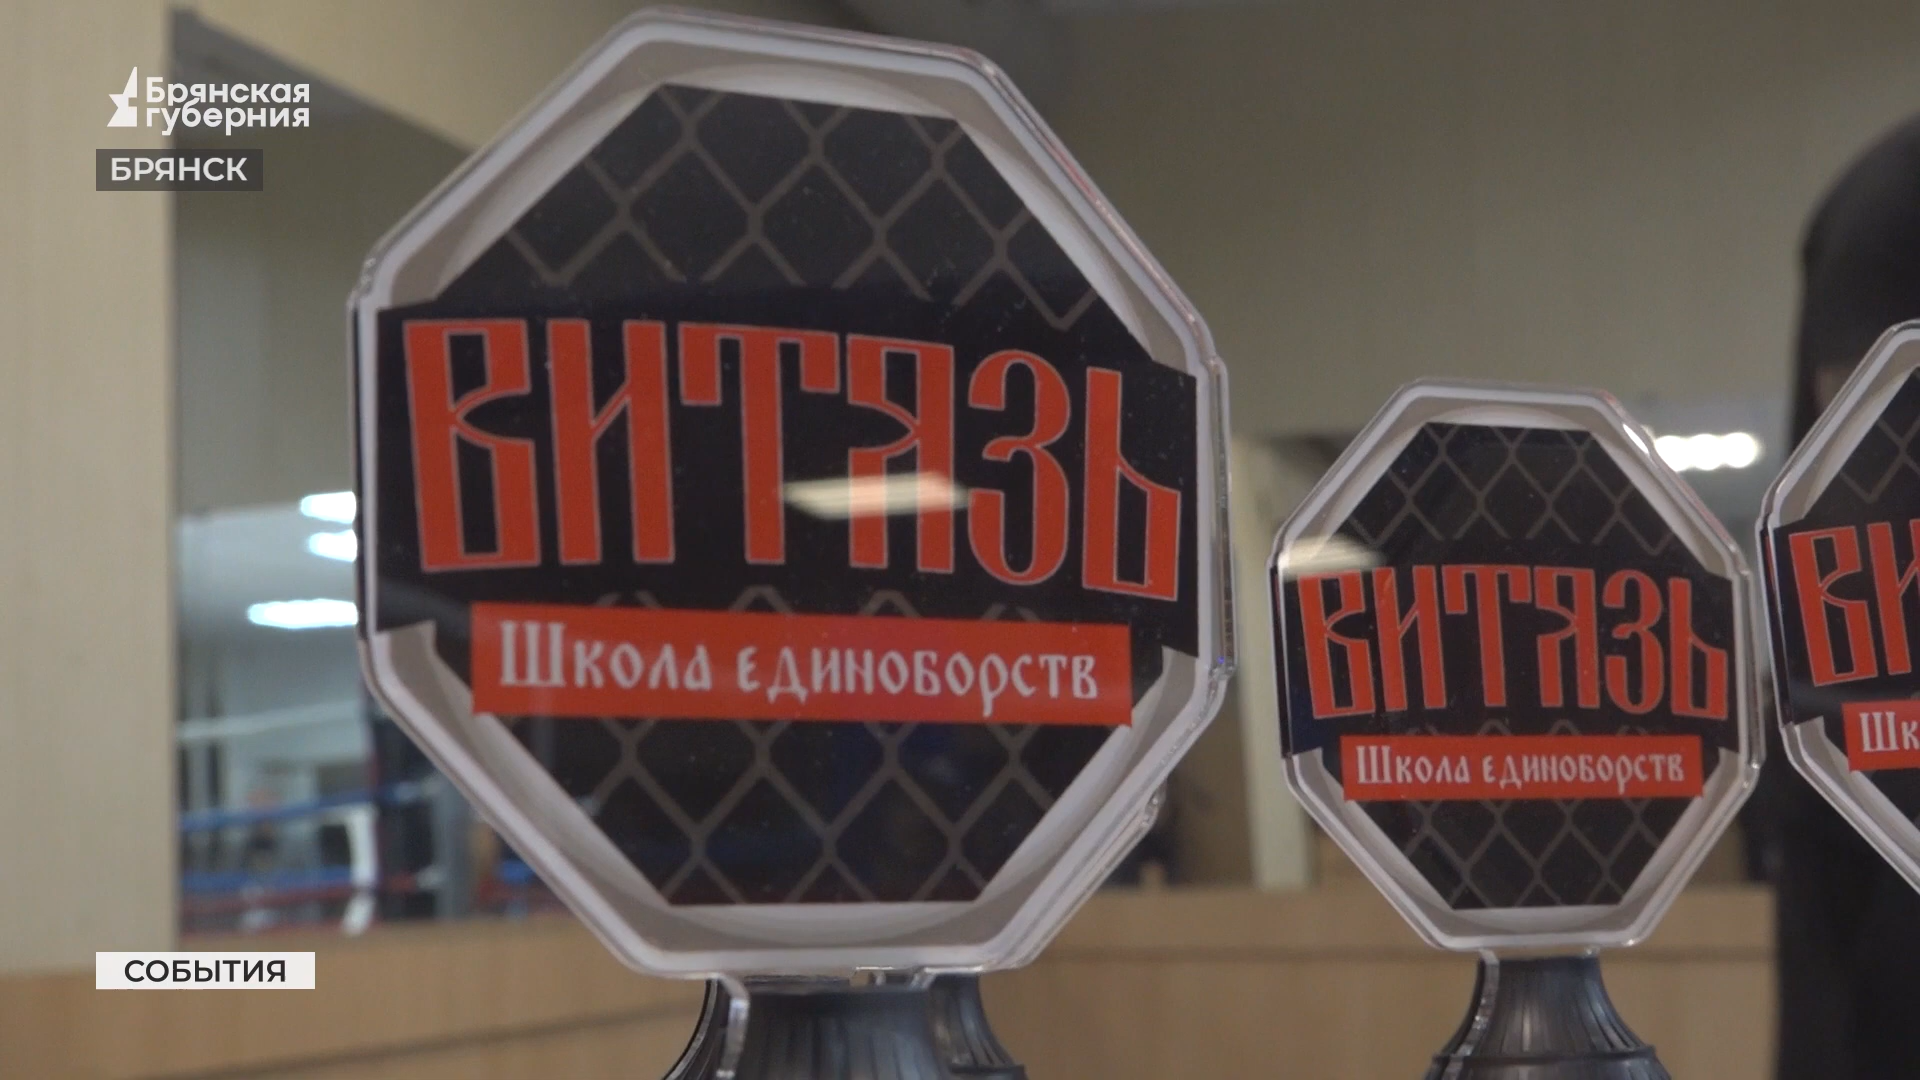 Брянская
губерния
БРЯНСК
ВИТЯЗЬ
Школа единоборств
ВИТЯЗЬ
Школа единоборств
СОБЫТИЯ